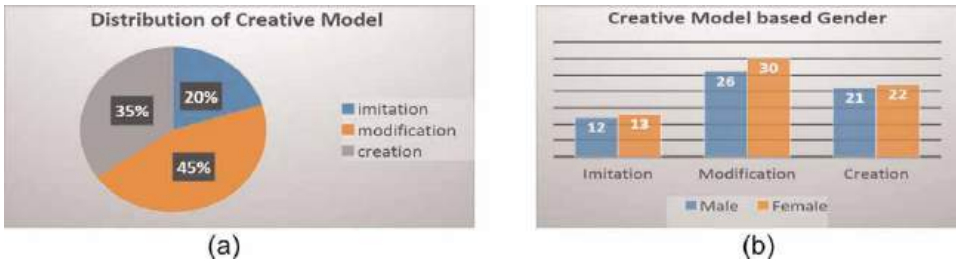 Distribution of Creative Model
20%
35%
45%
imitation
modification
creation
(a)
Creative Model based Gender
12
13
26
30
21
22
Imitation Modification Creation
Male Female
(b)